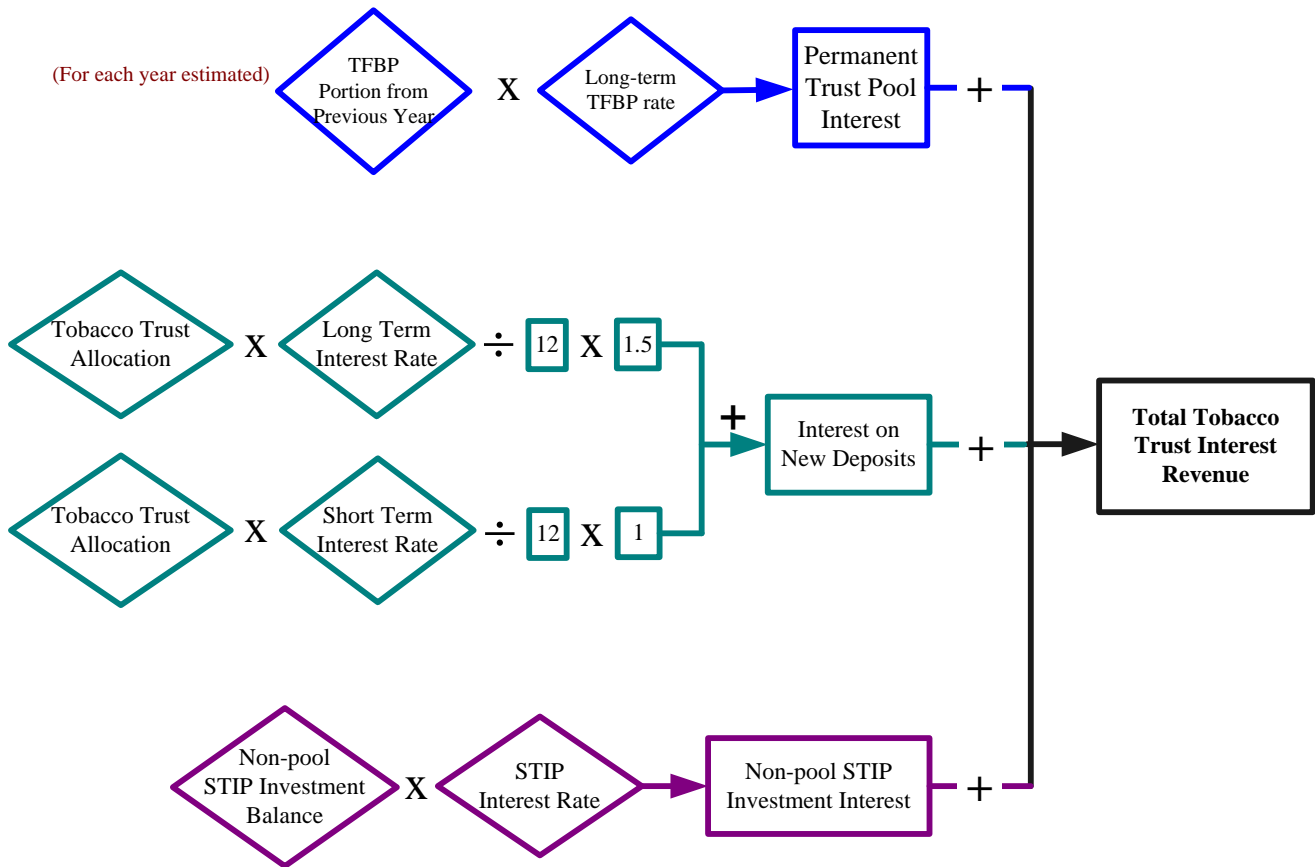 (For each year estimated)
TFBP
Portion from
Previous Year
X
Long-term
TFBP rate
Permanent
Trust Pool
Interest
+
Tobacco Trust
Allocation
X
Long Term
Interest Rate
÷
12
X
1.5
+
Interest on
New Deposits
+
Total Tobacco
Trust Interest
Revenue
Tobacco Trust
Allocation
X
Short Term
Interest Rate
÷
12
X
1
Non-pool
STIP Investment
Balance
X
STIP
Interest Rate
Non-pool STIP
Investment Interest
+